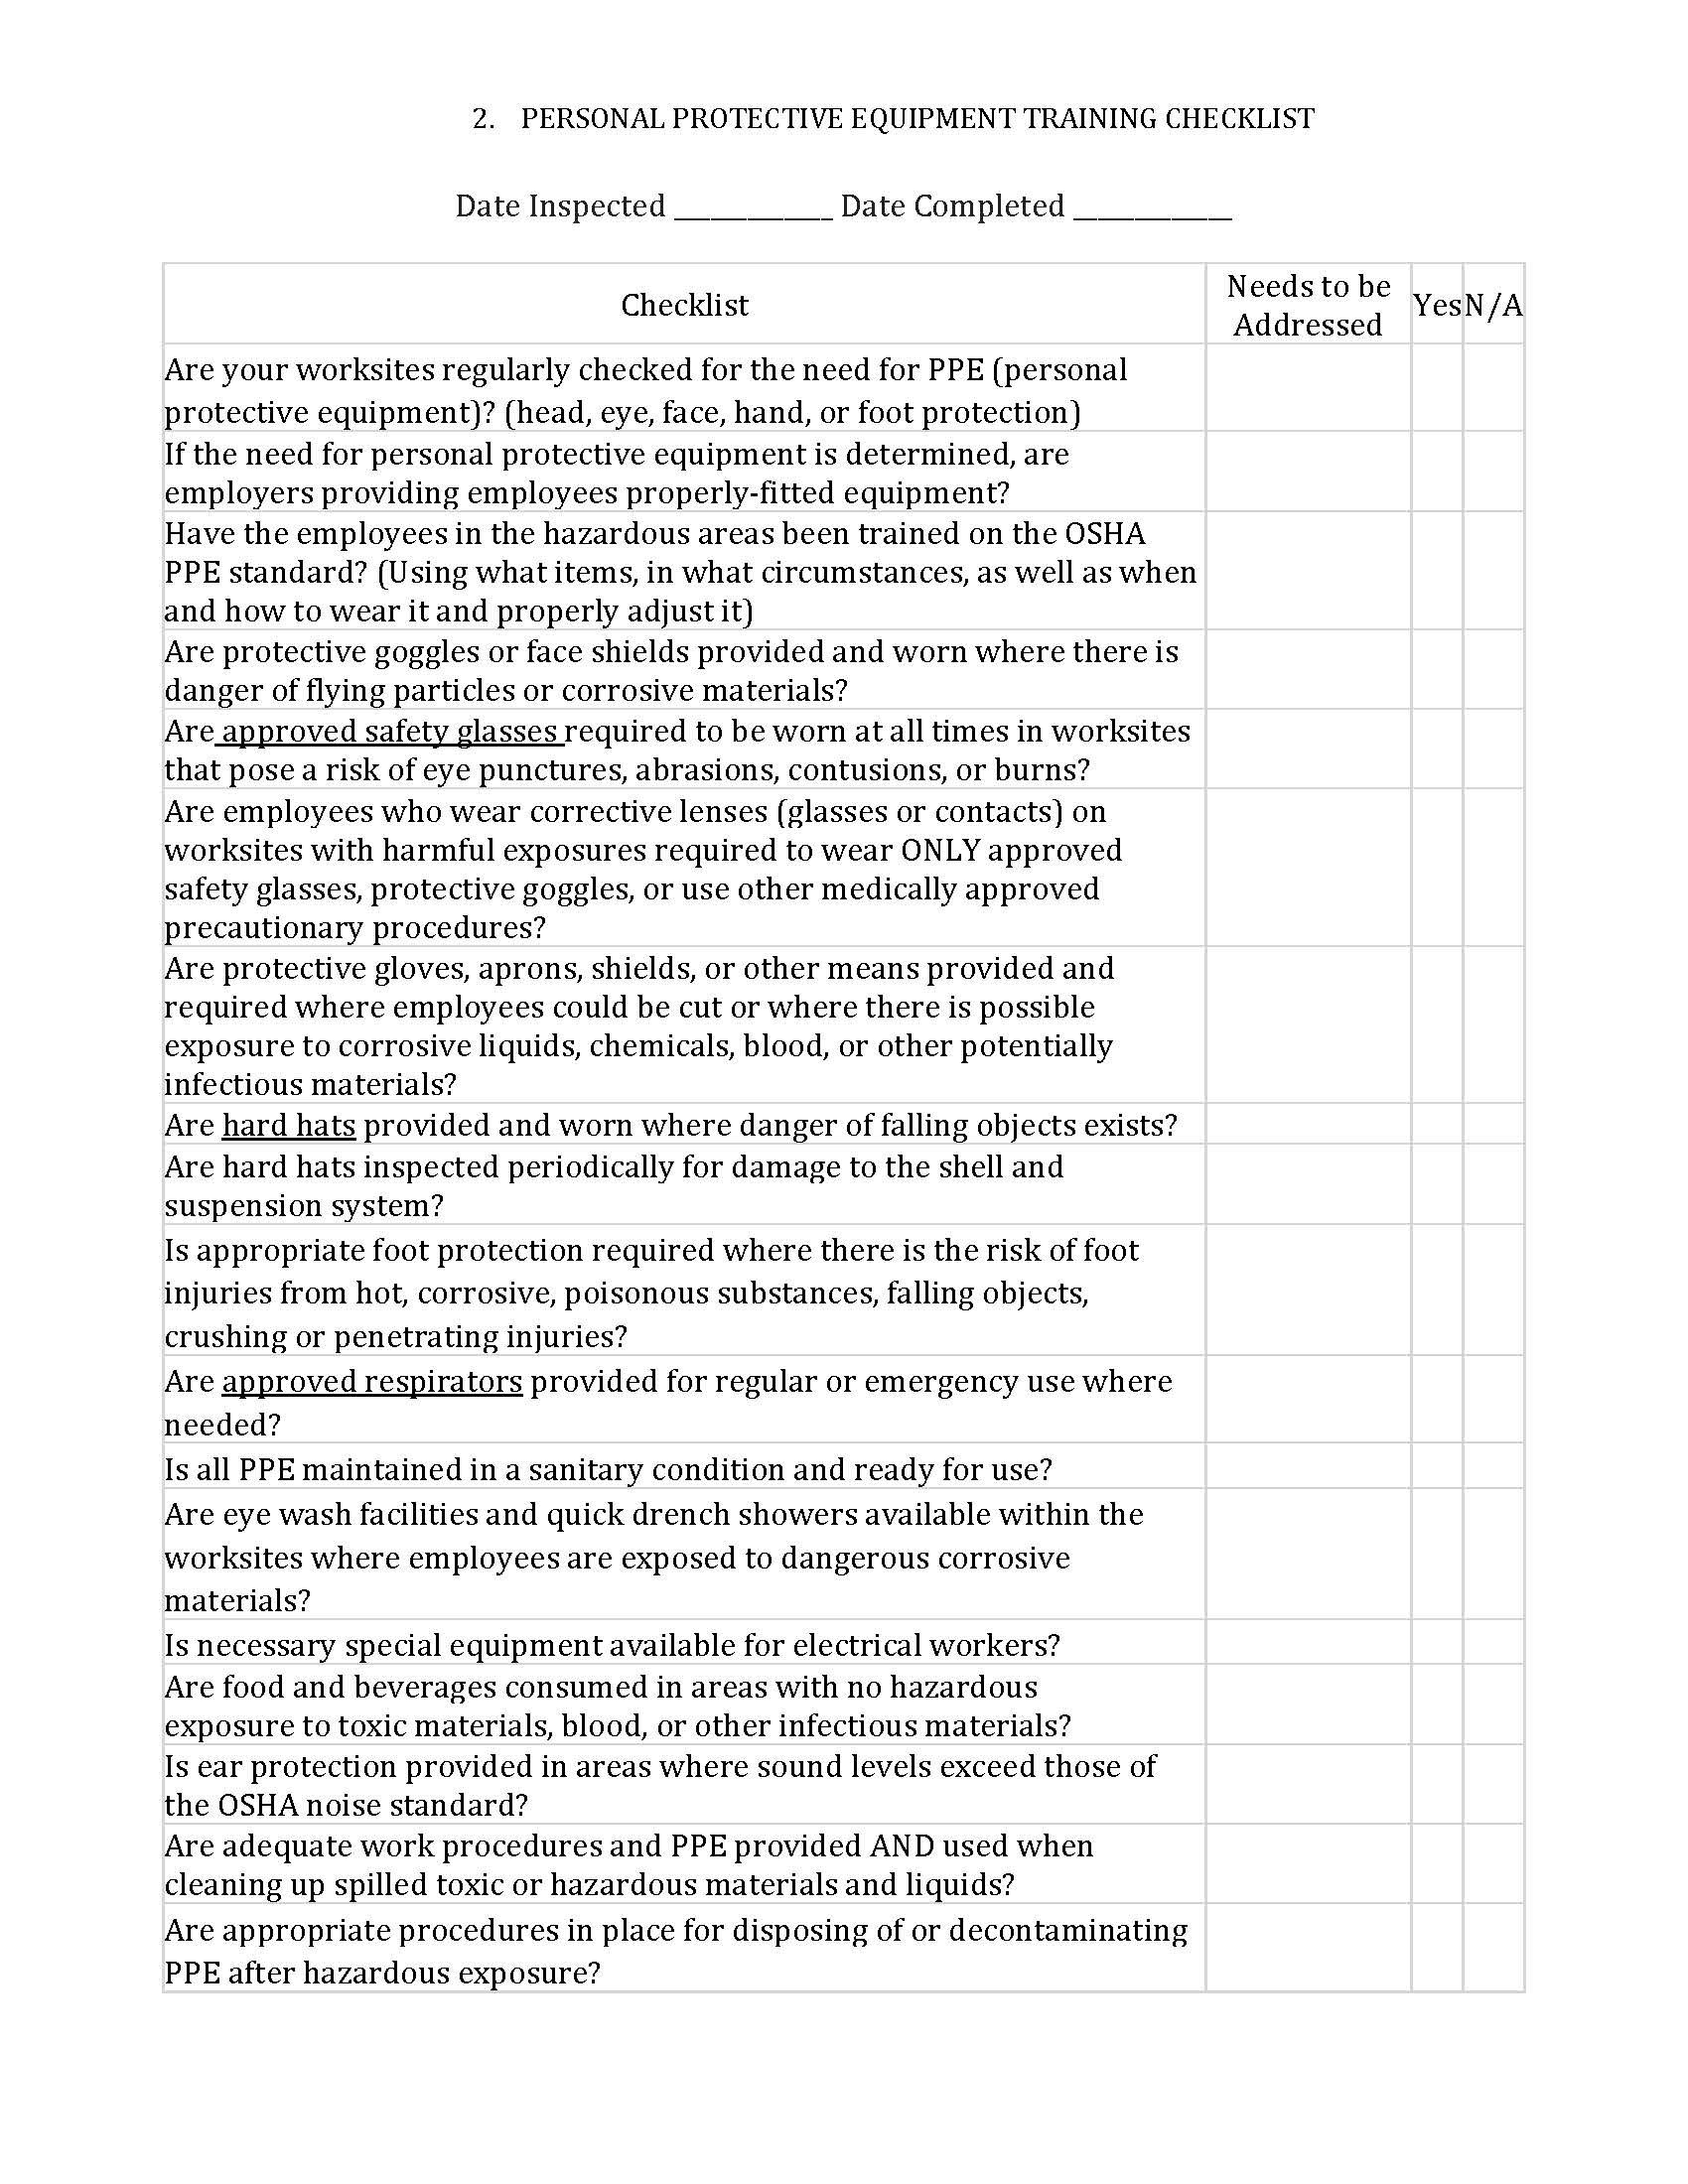 2. PERSONAL PROTECTIVE EQUIPMENT TRAINING CHECKLIST
Date Inspected ____________ Date Completed ____________
Checklist
Needs to be
Addressed
Yes
N/A
Are your worksites regularly checked for the need for PPE (personal
protective equipment)? (head, eye, face, hand, or foot protection)
If the need for personal protective equipment is determined, are
employers providing employees properly-fitted equipment?
Have the employees in the hazardous areas been trained on the OSHA
PPE standard? (Using what items, in what circumstances, as well as when
and how to wear it and properly adjust it)
Are protective goggles or face shields provided and worn where there is
danger of flying particles or corrosive materials?
Are approved safety glasses required to be worn at all times in worksites
that pose a risk of eye punctures, abrasions, contusions, or burns?
Are employees who wear corrective lenses (glasses or contacts) on
worksites with harmful exposures required to wear ONLY approved
safety glasses, protective goggles, or use other medically approved
precautionary procedures?
Are protective gloves, aprons, shields, or other means provided and
required where employees could be cut or where there is possible
exposure to corrosive liquids, chemicals, blood, or other potentially
infectious materials?
Are hard hats provided and worn where danger of falling objects exists?
Are hard hats inspected periodically for damage to the shell and
suspension system?
Is appropriate foot protection required where there is the risk of foot
injuries from hot, corrosive, poisonous substances, falling objects,
crushing or penetrating injuries?
Are approved respirators provided for regular or emergency use where
needed?
Is all PPE maintained in a sanitary condition and ready for use?
Are eye wash facilities and quick drench showers available within the
worksites where employees are exposed to dangerous corrosive
materials?
Is necessary special equipment available for electrical workers?
Are food and beverages consumed in areas with no hazardous
exposure to toxic materials, blood, or other infectious materials?
Is ear protection provided in areas where sound levels exceed those of
the OSHA noise standard?
Are adequate work procedures and PPE provided AND used when
cleaning up spilled toxic or hazardous materials and liquids?
Are appropriate procedures in place for disposing of or decontaminating
PPE after hazardous exposure?